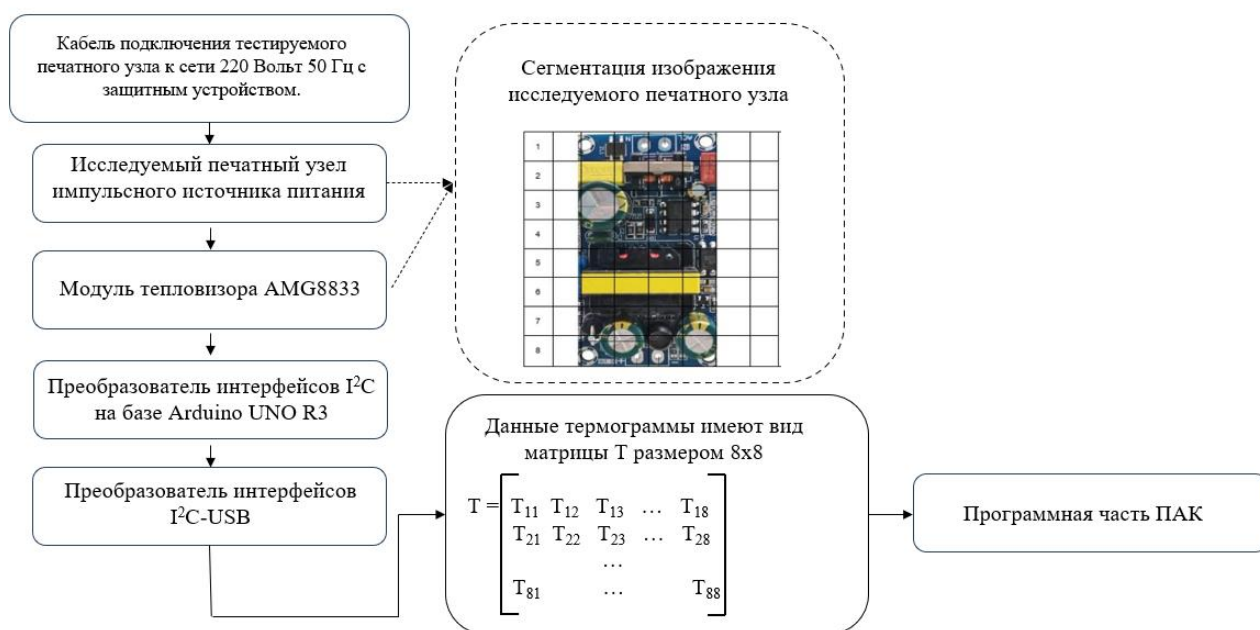 Кабель подключения тестируемого
печатного узла к сети 220 Вольт 50 Гц с
защитным устройством.
Исследуемый печатный узел
импульсного источника питания
Модуль тепловизора AMG8833
Преобразователь интерфейсов I²C
на базе Arduino UNO R3
Преобразователь интерфейсов
I²C-USB
Сегментация изображения
исследуемого печатного узла
1
2
3
4
5
6
7
8
Данные термограммы имеют вид
матрицы Т размером 8х8
T = T₁₁ T₁₂ T₁₃ … T₁₈
T₂₁ T₂₂ T₂₃ … T₂₈
…
T₈₁ … T₈₈
Программная часть ПАК